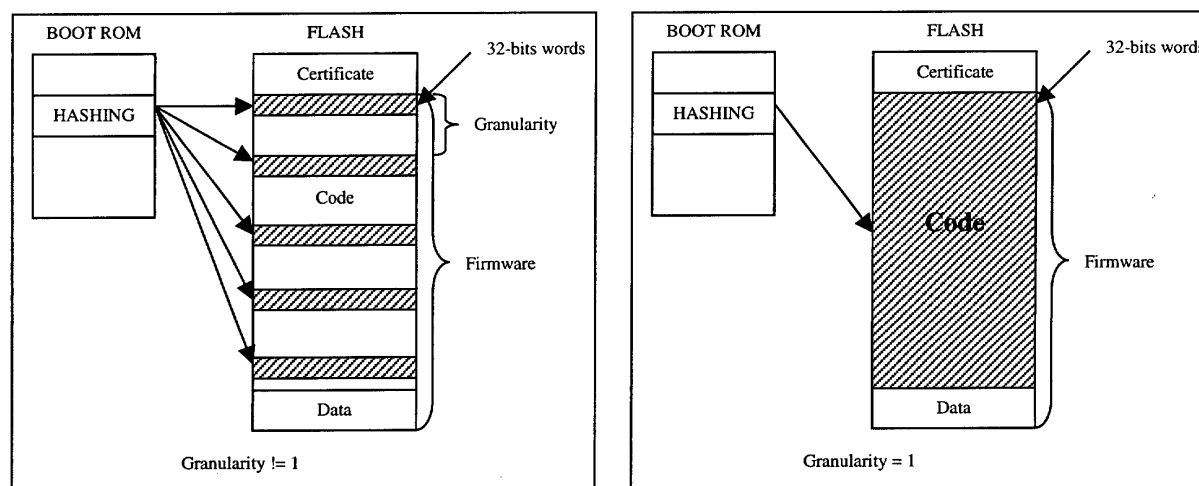 BOOT ROM
FLASH
32-bits words
Certificate
HASHING
Granularity
Code
Firmware
Data
Granularity != 1
BOOT ROM
FLASH
32-bits words
Certificate
HASHING
Code
Firmware
Data
Granularity = 1